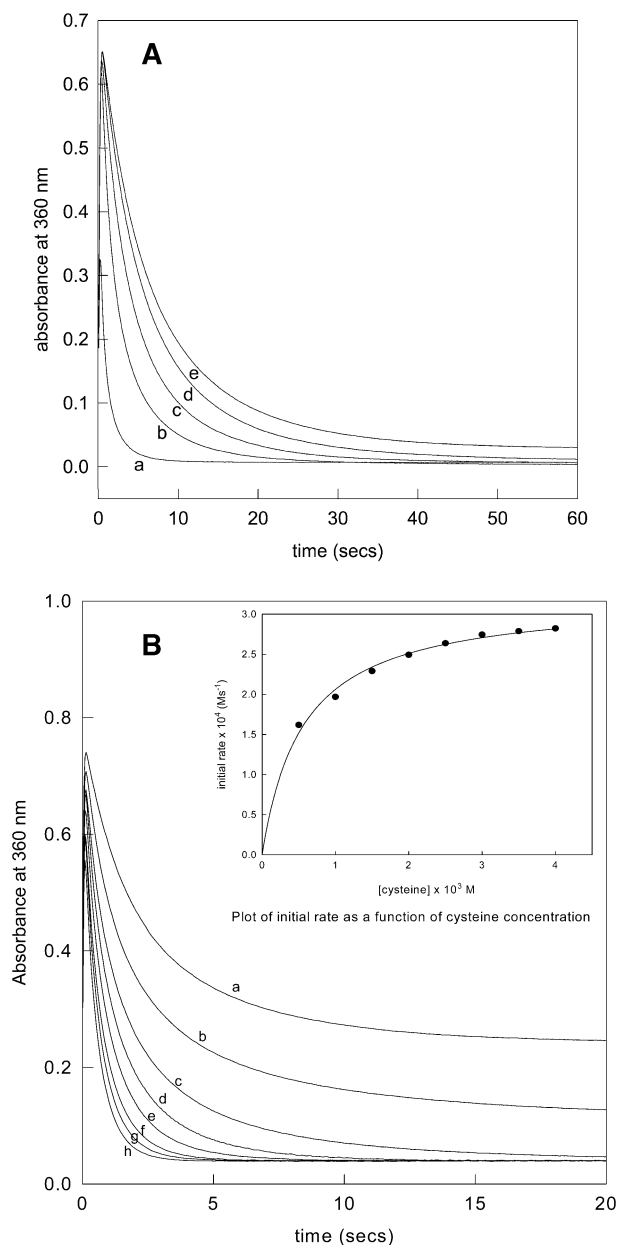 A
0.7
0.6
0.5
0.4
0.3
0.2
0.1
0.0
absorbance at 360 nm
e
d
c
b
a
0 10 20 30 40 50 60
time (secs)
B
1.0
0.8
0.6
0.4
0.2
0.0
Absorbance at 360 nm
3.0
2.5
2.0
1.5
1.0
0.5
0.0
initial rate x 10⁴ (Ms⁻¹)
0 1 2 3 4
[cysteine] x 10³ M
Plot of initial rate as a function of cysteine concentration
a
b
c
d
e
f
g
h
0 5 10 15 20
time (secs)